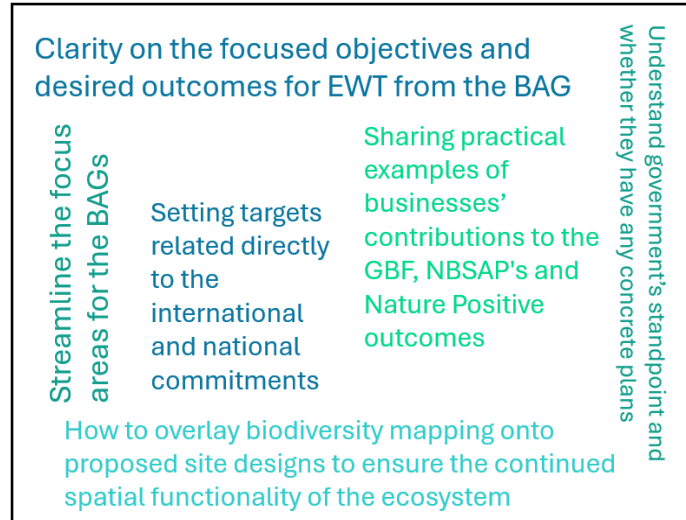 Clarity on the focused objectives and
desired outcomes for EWT from the BAG
Understand government's standpoint and
whether they have any concrete plans
Streamline the focus
areas for the BAGs
Setting targets
related directly
to the
international
and national
commitments
Sharing practical
examples of
businesses’
contributions to the
GBF, NBSAP's and
Nature Positive
outcomes
How to overlay biodiversity mapping onto
proposed site designs to ensure the continued
spatial functionality of the ecosystem